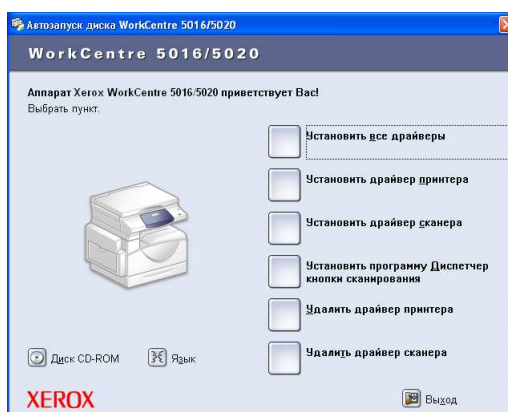 Автозапуск диска WorkCentre 5016/5020
WorkCentre 5016/5020
Аппарат Xerox WorkCentre 5016/5020 приветствует Вас!
Выбрать пункт.
Установить все драйверы
Установить драйвер принтера
Установить драйвер сканера
Установить программу Диспетчер
кнопки сканирования
Удалить драйвер принтера
Удалить драйвер сканера
Диск CD-ROM
Язык
XEROX
Выход